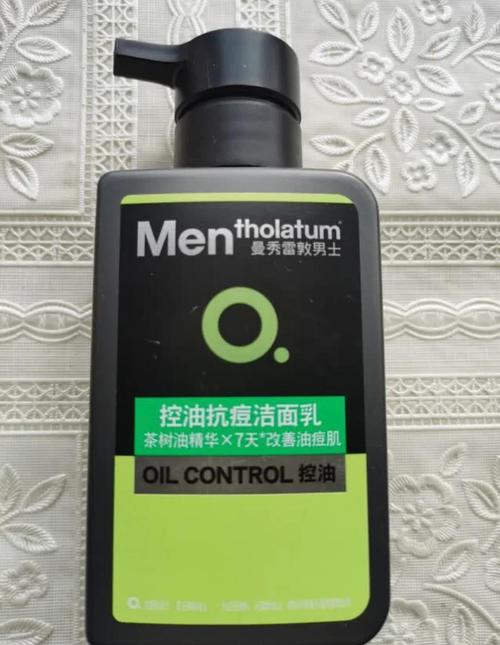 Mentholatum
曼秀雷敦男士
控油抗痘洁面乳
茶树油精华×7天*改善油痘肌
OIL CONTROL 控油